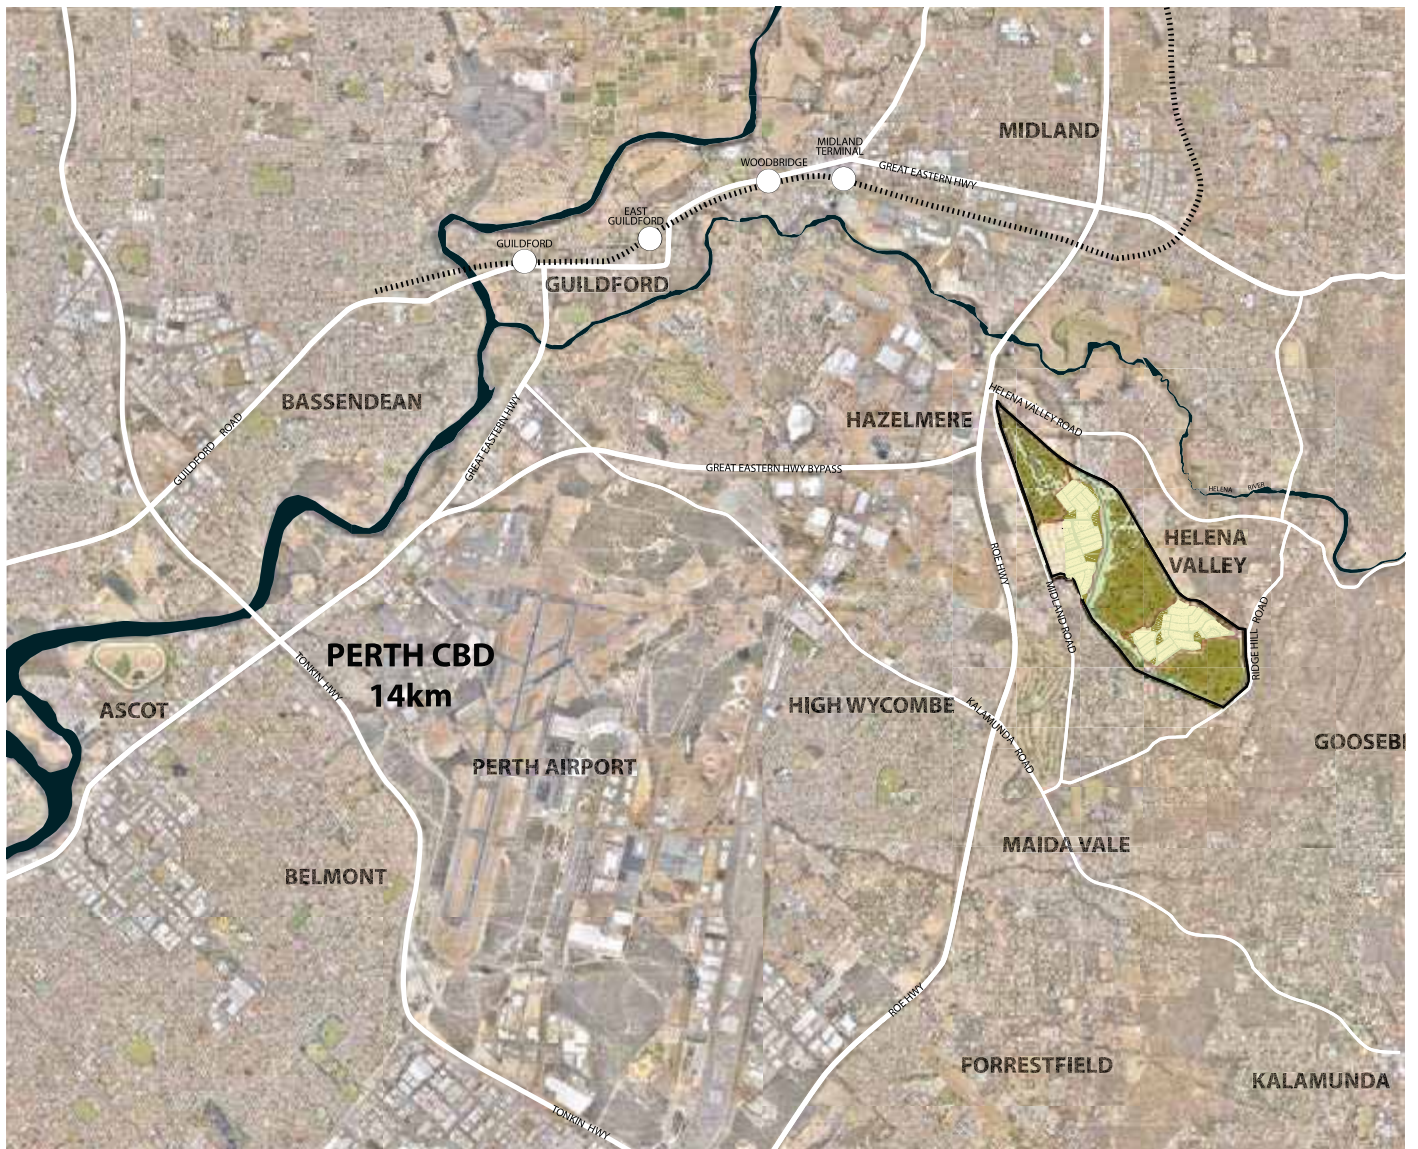 MIDLAND
MIDLAND
TERMINAL
WOODBRIDGE
GREAT EASTERN HWY
EAST
GUILDFORD
GUILDFORD
GUILDFORD
BASSENDEAN
GUILDFORD ROAD
GREAT EASTERN HWY
HAZELMERE
HELENA VALLEY ROAD
GREAT EASTERN HWY BYPASS
HELENA RIVER
HELENA
VALLEY
ROE HWY
MIDLAND ROAD
RIDGE HILL ROAD
PERTH CBD
14km
TONKIN HWY
ASCOT
HIGH WYCOMBE
KALAMUNDA ROAD
GOOSEB
PERTH AIRPORT
MAIDA VALE
BELMONT
ROE HWY
FORRESTFIELD
KALAMUNDA
TONKIN HWY